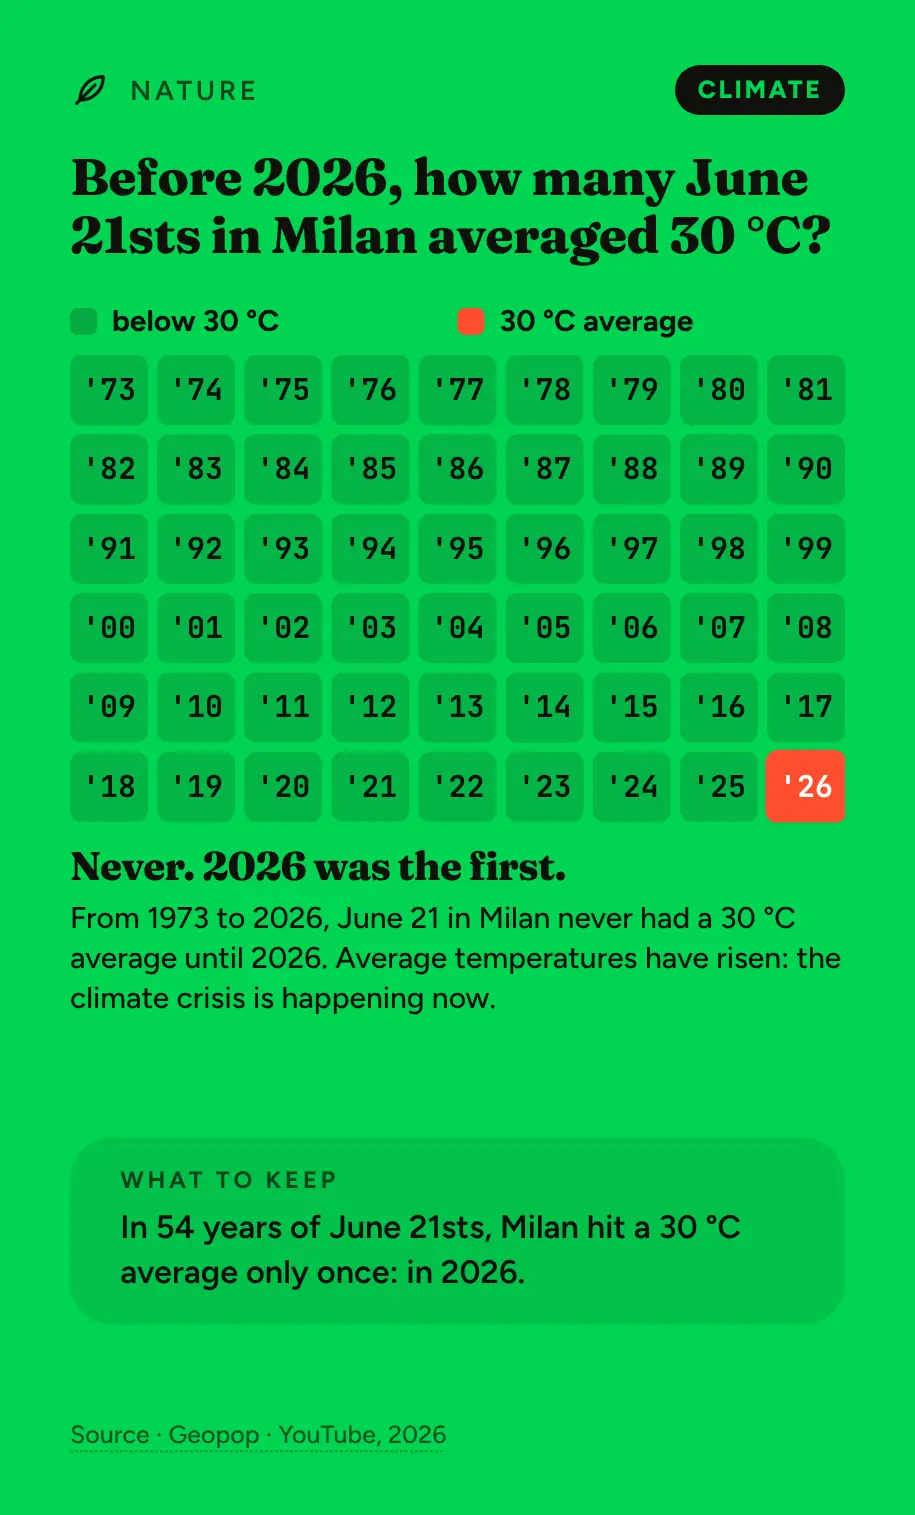 NATURE
CLIMATE
Before 2026, how many June
21sts in Milan averaged 30 °C?
below 30 °C
30 °C average
'73 '74 '75 '76 '77 '78 '79 '80 '81
'82 '83 '84 '85 '86 '87 '88 '89 '90
'91 '92 '93 '94 '95 '96 '97 '98 '99
'00 '01 '02 '03 '04 '05 '06 '07 '08
'09 '10 '11 '12 '13 '14 '15 '16 '17
'18 '19 '20 '21 '22 '23 '24 '25 '26
Never. 2026 was the first.
From 1973 to 2026, June 21 in Milan never had a 30 °C
average until 2026. Average temperatures have risen: the
climate crisis is happening now.
WHAT TO KEEP
In 54 years of June 21sts, Milan hit a 30 °C
average only once: in 2026.
Source · Geopop · YouTube, 2026